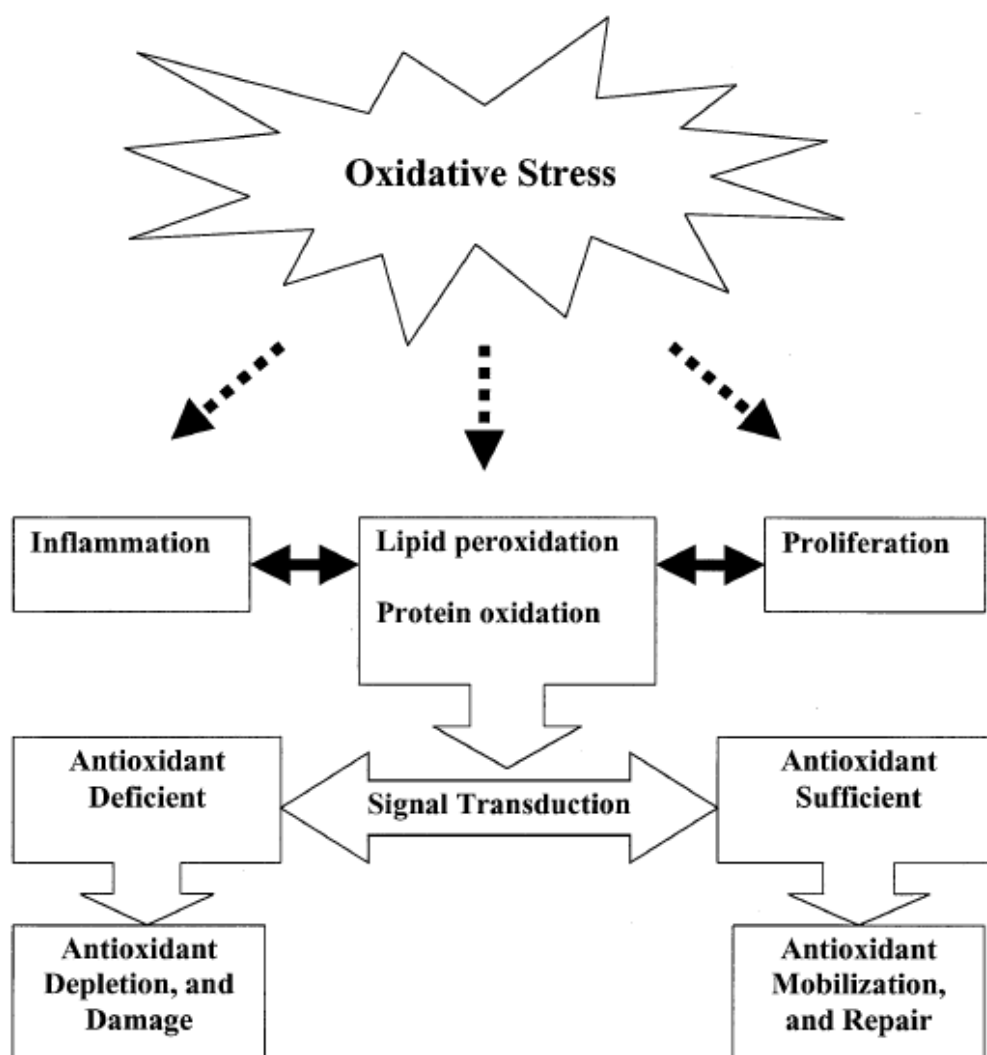 Oxidative Stress
Inflammation
Lipid peroxidation
Protein oxidation
Proliferation
Antioxidant
Deficient
Signal Transduction
Antioxidant
Sufficient
Antioxidant
Depletion, and
Damage
Antioxidant
Mobilization,
and Repair